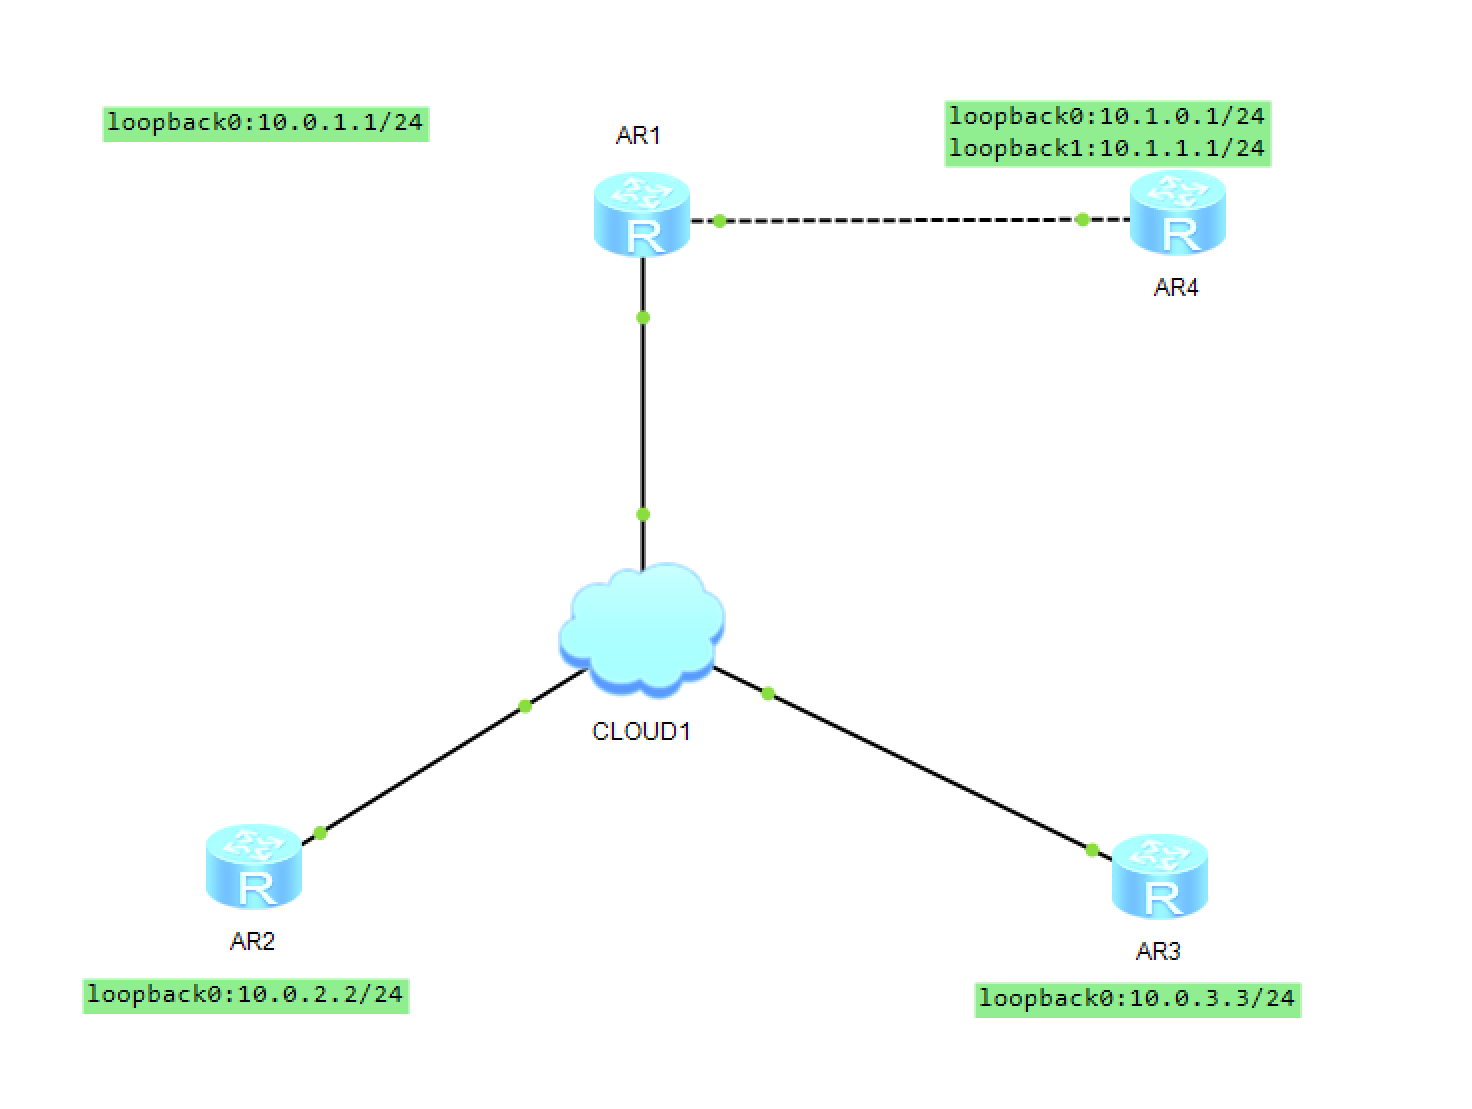 loopback0:10.0.1.1/24
AR1
loopback0:10.1.0.1/24
loopback1:10.1.1.1/24
R
R
AR4
CLOUD1
R
R
AR2
AR3
loopback0:10.0.2.2/24
loopback0:10.0.3.3/24